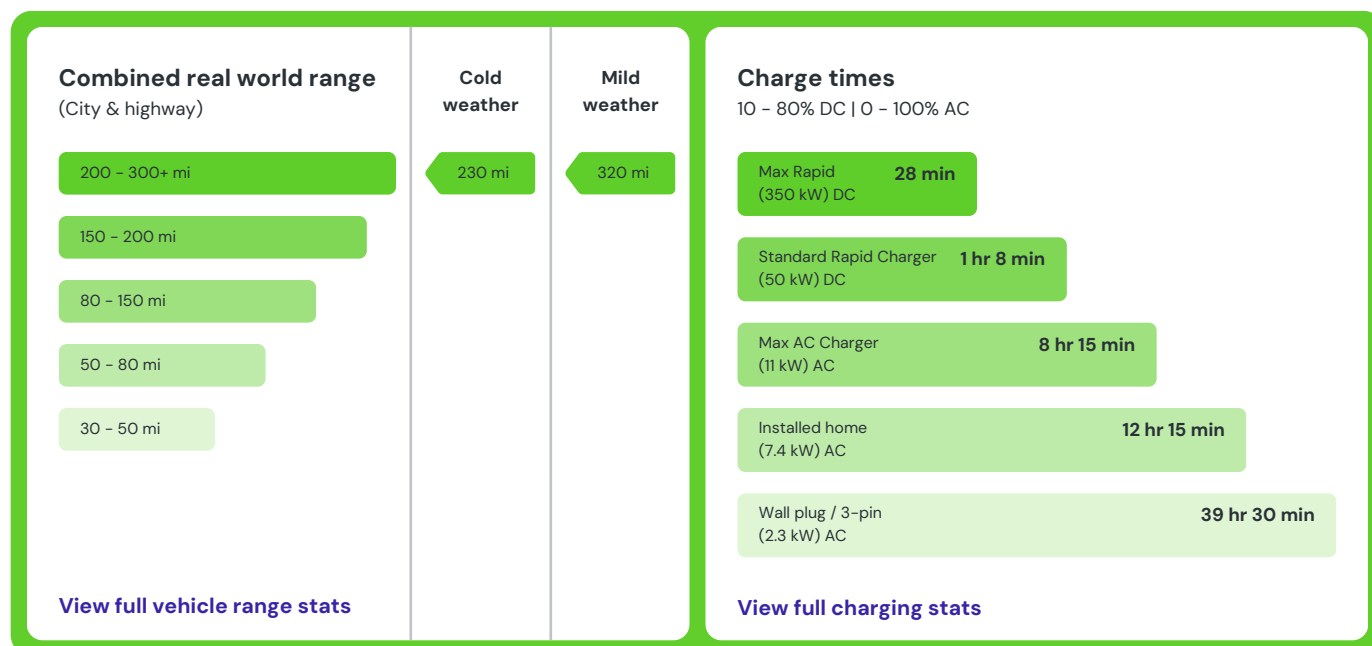 Combined real world range
(City & highway)
Cold
weather
Mild
weather
200 - 300+ mi
230 mi
320 mi
150 - 200 mi
80 - 150 mi
50 - 80 mi
30 - 50 mi
View full vehicle range stats
Charge times
10 - 80% DC | 0 - 100% AC
Max Rapid
(350 kW) DC
28 min
Standard Rapid Charger
(50 kW) DC
1 hr 8 min
Max AC Charger
(11 kW) AC
8 hr 15 min
Installed home
(7.4 kW) AC
12 hr 15 min
Wall plug / 3-pin
(2.3 kW) AC
39 hr 30 min
View full charging stats